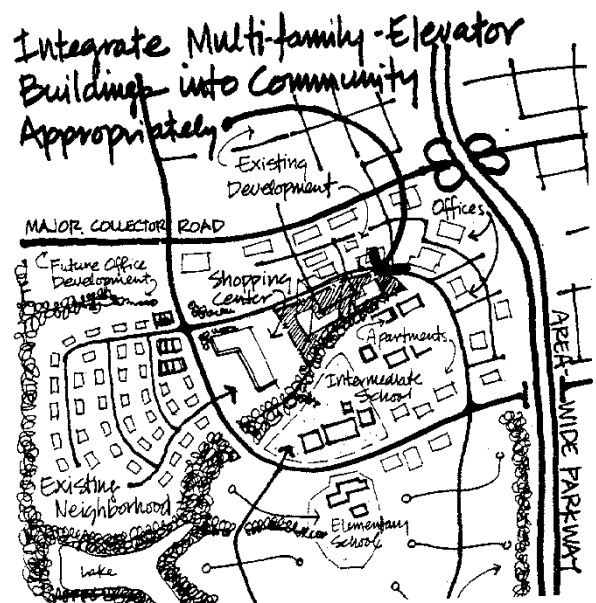 Integrate Multi-family-Elevator
Buildings into Community
Appropriately
Existing
Development
MAJOR COLLECTOR ROAD
Offices
Future Office
Development
Shopping
Center
Apartments
Intermediate
School
AREA-WIDE PARKWAY
Existing
Neighborhood
Elementary
School
Lake